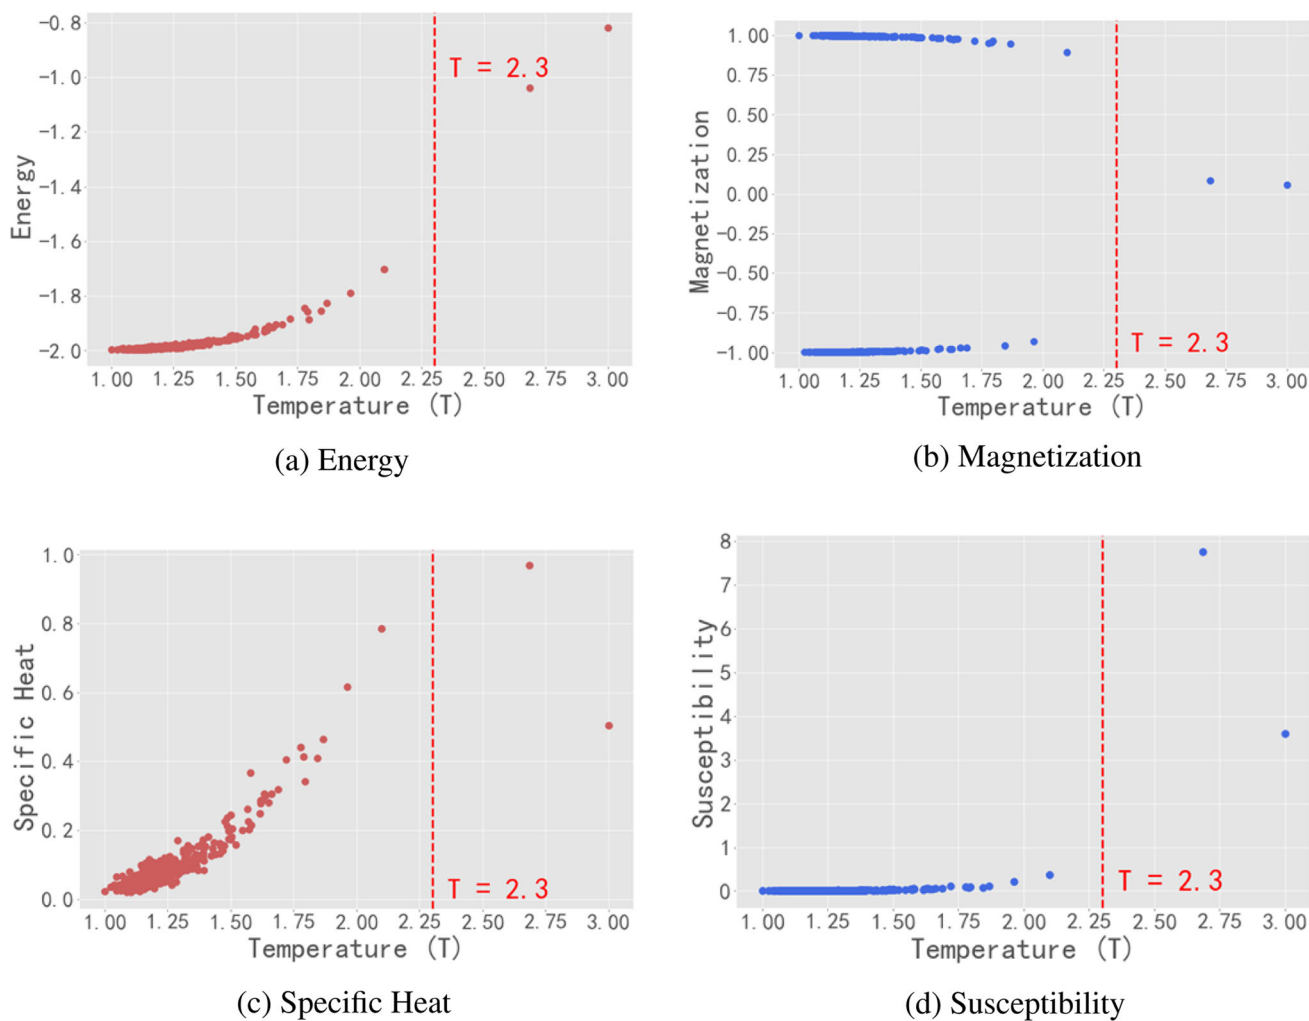 Energy
−0.8
−1.0
−1.2
−1.4
−1.6
−1.8
−2.0
T = 2.3
1.00 1.25 1.50 1.75 2.00 2.25 2.50 2.75 3.00
Temperature (T)
(a) Energy
Magnetization
1.00
0.75
0.50
0.25
0.00
−0.25
−0.50
−0.75
−1.00
T = 2.3
1.00 1.25 1.50 1.75 2.00 2.25 2.50 2.75 3.00
Temperature (T)
(b) Magnetization
Specific Heat
1.0
0.8
0.6
0.4
0.2
0.0
T = 2.3
1.00 1.25 1.50 1.75 2.00 2.25 2.50 2.75 3.00
Temperature (T)
(c) Specific Heat
Susceptibility
8
7
6
5
4
3
2
1
0
T = 2.3
1.00 1.25 1.50 1.75 2.00 2.25 2.50 2.75 3.00
Temperature (T)
(d) Susceptibility